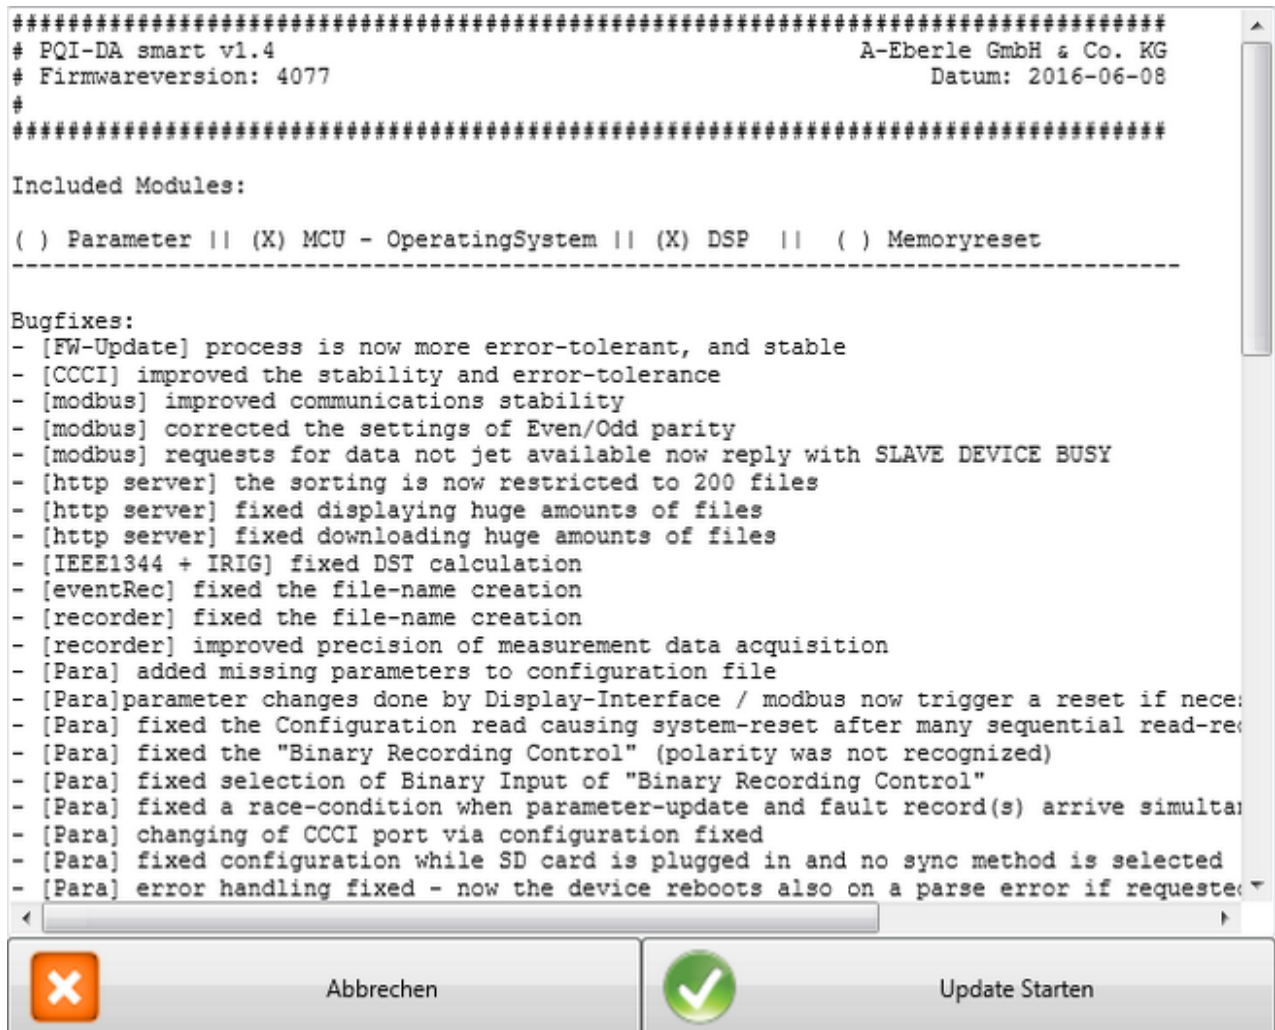 ###################################################################################
# PQI-DA smart v1.4 A-Eberle GmbH & Co. KG
# Firmwareversion: 4077 Datum: 2016-06-08
#
###################################################################################
Included Modules:
( ) Parameter || (X) MCU - OperatingSystem || (X) DSP || ( ) Memoryreset
------------------------------------------------------------------------------------
Bugfixes:
- [FW-Update] process is now more error-tolerant, and stable
- [CCCI] improved the stability and error-tolerance
- [modbus] improved communications stability
- [modbus] corrected the settings of Even/Odd parity
- [modbus] requests for data not jet available now reply with SLAVE DEVICE BUSY
- [http server] the sorting is now restricted to 200 files
- [http server] fixed displaying huge amounts of files
- [http server] fixed downloading huge amounts of files
- [IEEE1344 + IRIG] fixed DST calculation
- [eventRec] fixed the file-name creation
- [recorder] fixed the file-name creation
- [recorder] improved precision of measurement data acquisition
- [Para] added missing parameters to configuration file
- [Para]parameter changes done by Display-Interface / modbus now trigger a reset if
- [Para] fixed the Configuration read causing system-reset after many sequential
- [Para] fixed the "Binary Recording Control" (polarity was not recognized)
- [Para] fixed selection of Binary Input of "Binary Recording Control"
- [Para] fixed a race-condition when parameter-update and fault record(s) arrive
- [Para] changing of CCCI port via configuration fixed
- [Para] fixed configuration while SD card is plugged in and no sync method is selected
- [Para] error handling fixed - now the device reboots also on a parse error if requested
Abbrechen
Update Starten